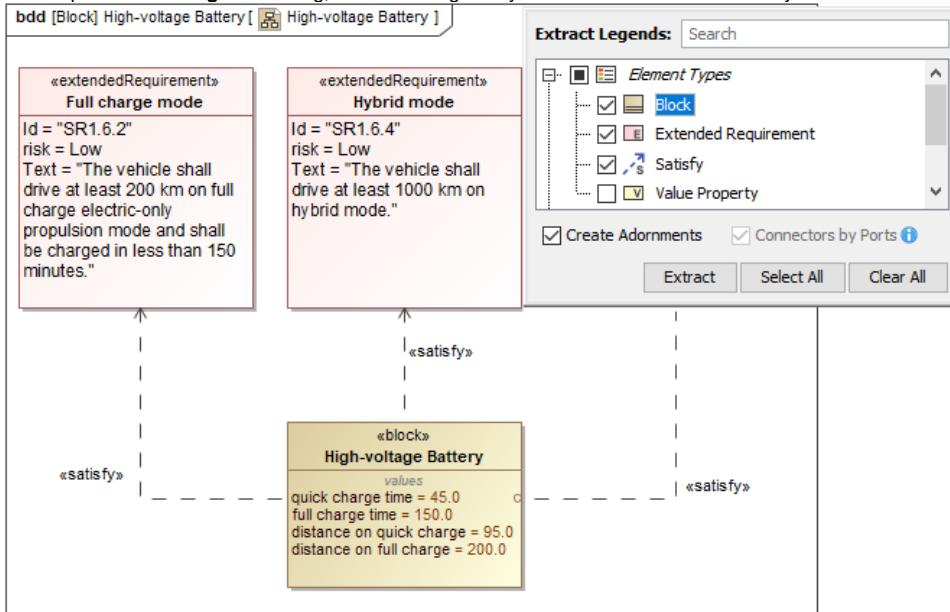 bdd [Block] High-voltage Battery [ High-voltage Battery ]
Extract Legends: Search
Element Types
Block
E Extended Requirement
S Satisfy
V Value Property
Create Adornments Connectors by Ports i
Extract Select All Clear All
«extendedRequirement»
Full charge mode
Id = "SR1.6.2"
risk = Low
Text = "The vehicle shall
drive at least 200 km on full
charge electric-only
propulsion mode and shall
be charged in less than 150
minutes."
«extendedRequirement»
Hybrid mode
Id = "SR1.6.4"
risk = Low
Text = "The vehicle shall
drive at least 1000 km on
hybrid mode."
«satisfy»
«satisfy»
«satisfy»
«block»
High-voltage Battery
values
quick charge time = 45.0
full charge time = 150.0
distance on quick charge = 95.0
distance on full charge = 200.0